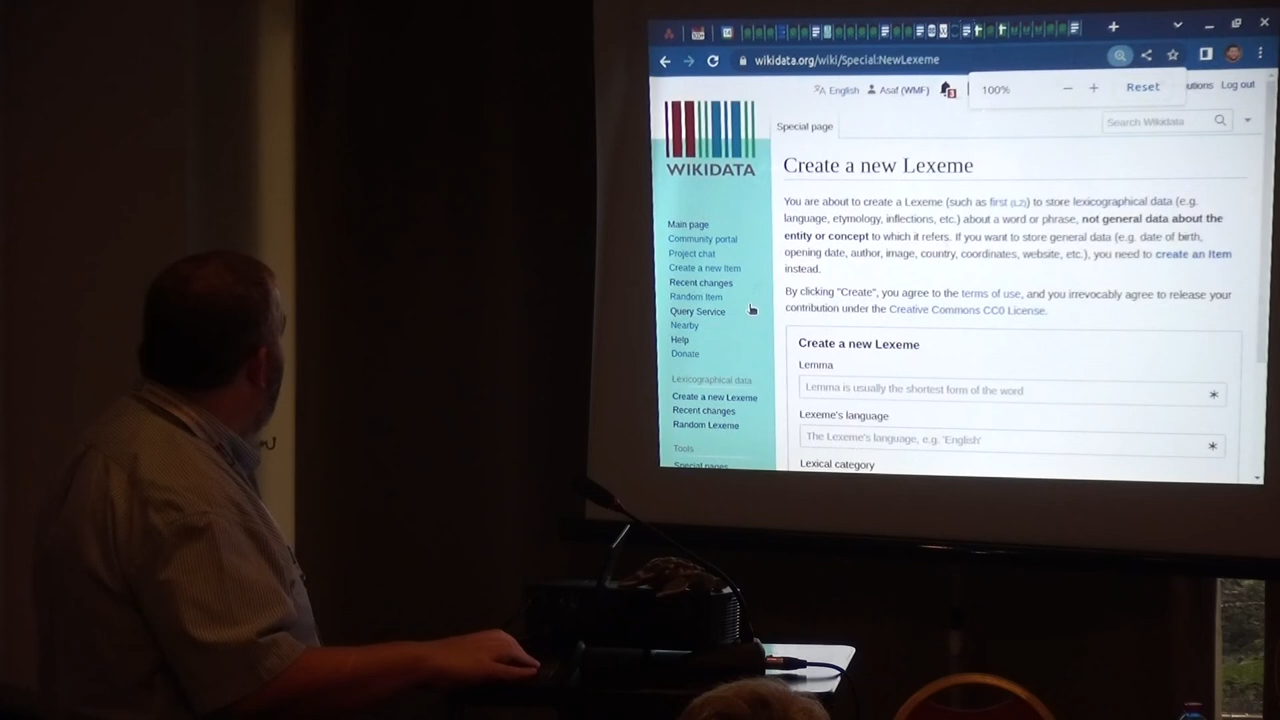 wikidata.org/wiki/Special:NewLexeme
English
Asaf (WMF)
3
100%
Reset
utions
Log out
Special page
Search Wikidata
WIKIDATA
Create a new Lexeme
You are about to create a Lexeme (such as first (L2)) to store lexicographical data (e.g.
language, etymology, inflections, etc.) about a word or phrase, not general data about the
entity or concept to which it refers. If you want to store general data (e.g. date of birth,
opening date, author, image, country, coordinates, website, etc.), you need to create an Item
instead.
By clicking "Create", you agree to the terms of use, and you irrevocably agree to release your
contribution under the Creative Commons CC0 License.
Create a new Lexeme
Lemma
Lemma is usually the shortest form of the word
Lexeme's language
The Lexeme's language, e.g. 'English'
Lexical category
Main page
Community portal
Project chat
Create a new Item
Recent changes
Random Item
Query Service
Nearby
Help
Donate
Lexicographical data
Create a new Lexeme
Recent changes
Random Lexeme
Tools
Special pages